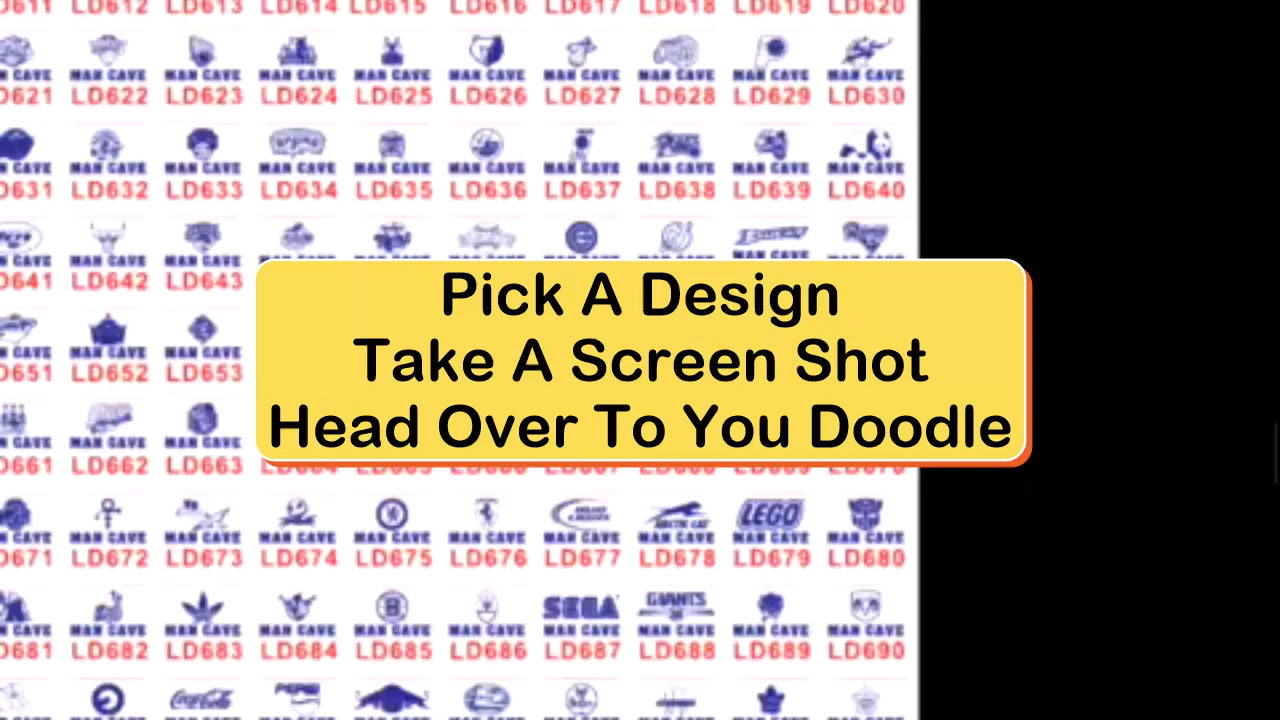 LD611 LD612 LD613 LD614 LD615 LD616 LD617 LD618 LD619 LD620
MAN CAVE MAN CAVE MAN CAVE MAN CAVE MAN CAVE MAN CAVE MAN CAVE MAN CAVE MAN CAVE
LD622 LD623 LD624 LD625 LD626 LD627 LD628 LD629 LD630
MAN CAVE MAN CAVE MAN CAVE MAN CAVE MAN CAVE MAN CAVE MAN CAVE MAN CAVE MAN CAVE
LD632 LD633 LD634 LD635 LD636 LD637 LD638 LD639 LD640
MAN CAVE MAN CAVE MAN CAVE
LD642 LD643
Pick A Design
Take A Screen Shot
Head Over To You Doodle
MAN CAVE MAN CAVE
LD652 LD653
MAN CAVE MAN CAVE
LD662 LD663
LEGO
MAN CAVE MAN CAVE MAN CAVE MAN CAVE MAN CAVE MAN CAVE MAN CAVE MAN CAVE MAN CAVE
LD672 LD673 LD674 LD675 LD676 LD677 LD678 LD679 LD680
SEGA GIANTS
MAN CAVE MAN CAVE MAN CAVE MAN CAVE MAN CAVE MAN CAVE MAN CAVE MAN CAVE MAN CAVE
LD682 LD683 LD684 LD685 LD686 LD687 LD688 LD689 LD690
Coca-Cola PEPSI